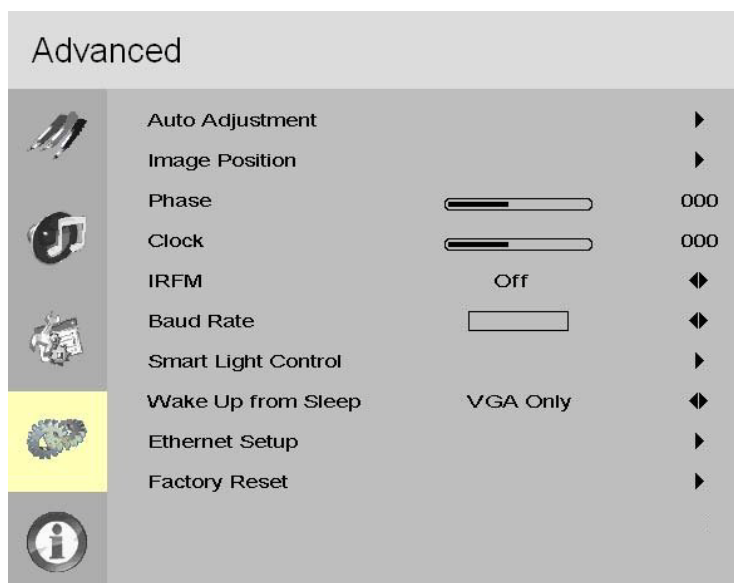 Advanced
Auto Adjustment
Image Position
Phase 000
Clock 000
IRFM Off
Baud Rate
Smart Light Control
Wake Up from Sleep VGA Only
Ethernet Setup
Factory Reset